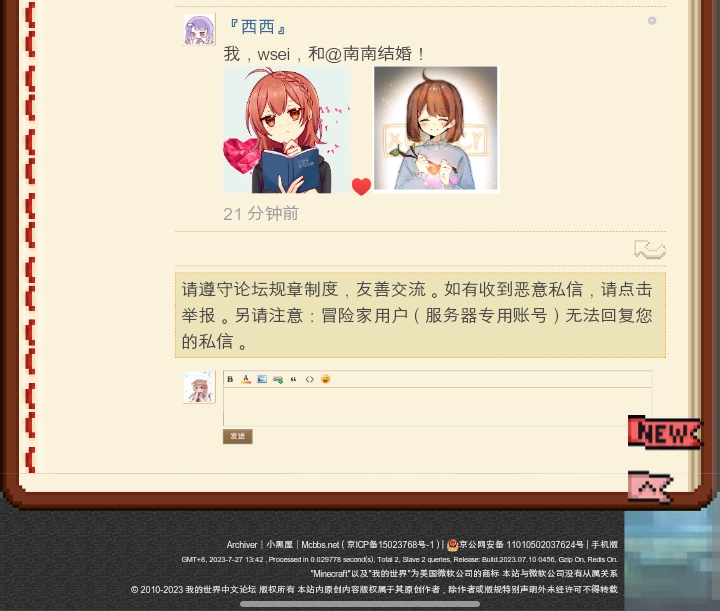 『西西』
我，wsei，和@南南结婚！
21 分钟前
请遵守论坛规章制度，友善交流。如有收到恶意私信，请点击
举报。另请注意：冒险家用户（服务器专用账号）无法回复您
的私信。
B A “ <>
发送
NEW
Archiver | 小黑屋 | Mcbbs.net ( 京ICP备15023768号-1 ) | 京公网安备 11010502037624号 | 手机版
GMT+8, 2023-7-27 13:42 , Processed in 0.029778 second(s), Total 2, Slave 2 queries, Release: Build.2023.07.10 0456, Gzip On, Redis On.
"Minecraft"以及"我的世界"为美国微软公司的商标 本站与微软公司没有从属关系
© 2010-2023 我的世界中文论坛 版权所有 本站内原创内容版权属于其原创作者，除作者或版规特别声明外未经许可不得转载